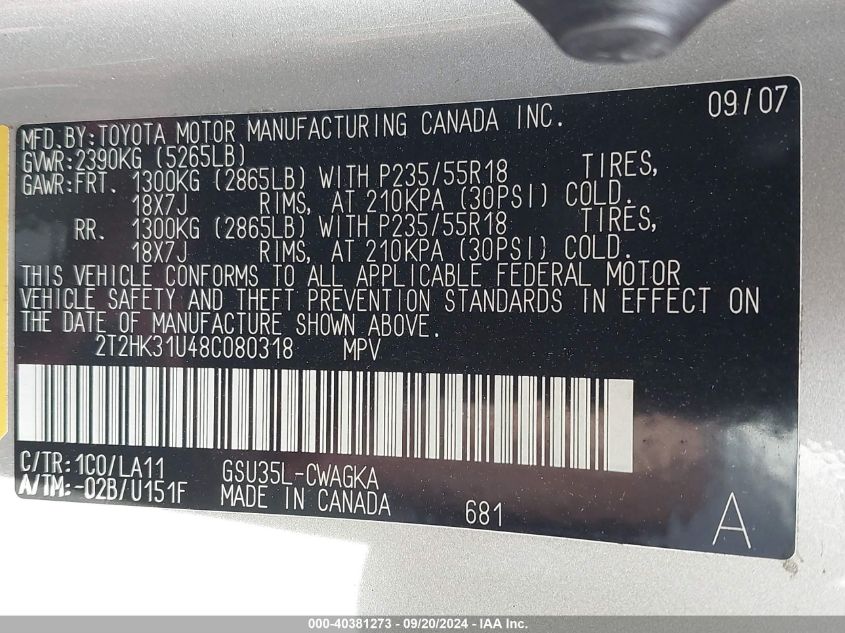 09/07
MFD.BY:TOYOTA MOTOR MANUFACTURING CANADA INC.
GVWR:2390KG (5265LB)
GAWR:FRT. 1300KG (2865LB) WITH P235/55R18 TIRES,
18X7J RIMS, AT 210KPA (30PSI) COLD.
RR. 1300KG (2865LB) WITH P235/55R18 TIRES,
18X7J RIMS, AT 210KPA (30PSI) COLD.
THIS VEHICLE CONFORMS TO ALL APPLICABLE FEDERAL MOTOR
VEHICLE SAFETY AND THEFT PREVENTION STANDARDS IN EFFECT ON
THE DATE OF MANUFACTURE SHOWN ABOVE.
2T2HK31U48C080318 MPV
C/TR:1C0/LA11 GSU35L-CWAGKA
A/TM:-02B/U151F MADE IN CANADA 681 A
000-40381273 - 09/20/2024 - IAA Inc.